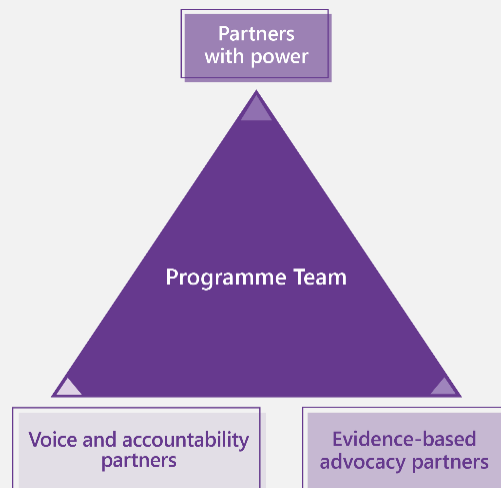 Partners
with power
Programme Team
Voice and accountability
partners
Evidence-based
advocacy partners